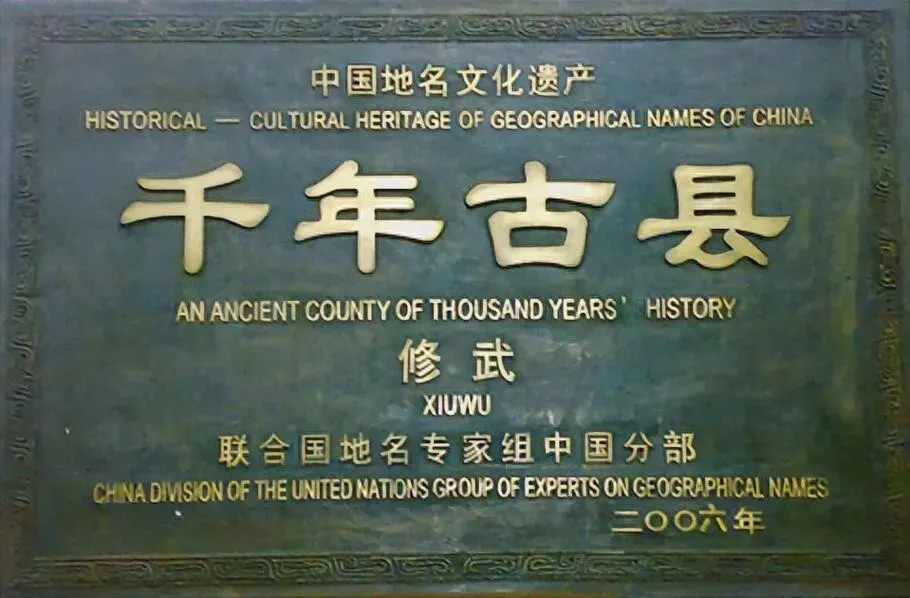 中国地名文化遗产
HISTORICAL — CULTURAL HERITAGE OF GEOGRAPHICAL NAMES OF CHINA
千年古县
AN ANCIENT COUNTY OF THOUSAND YEARS' HISTORY
修武
XIUWU
联合国地名专家组中国分部
CHINA DIVISION OF THE UNITED NATIONS GROUP OF EXPERTS ON GEOGRAPHICAL NAMES
二〇〇六年